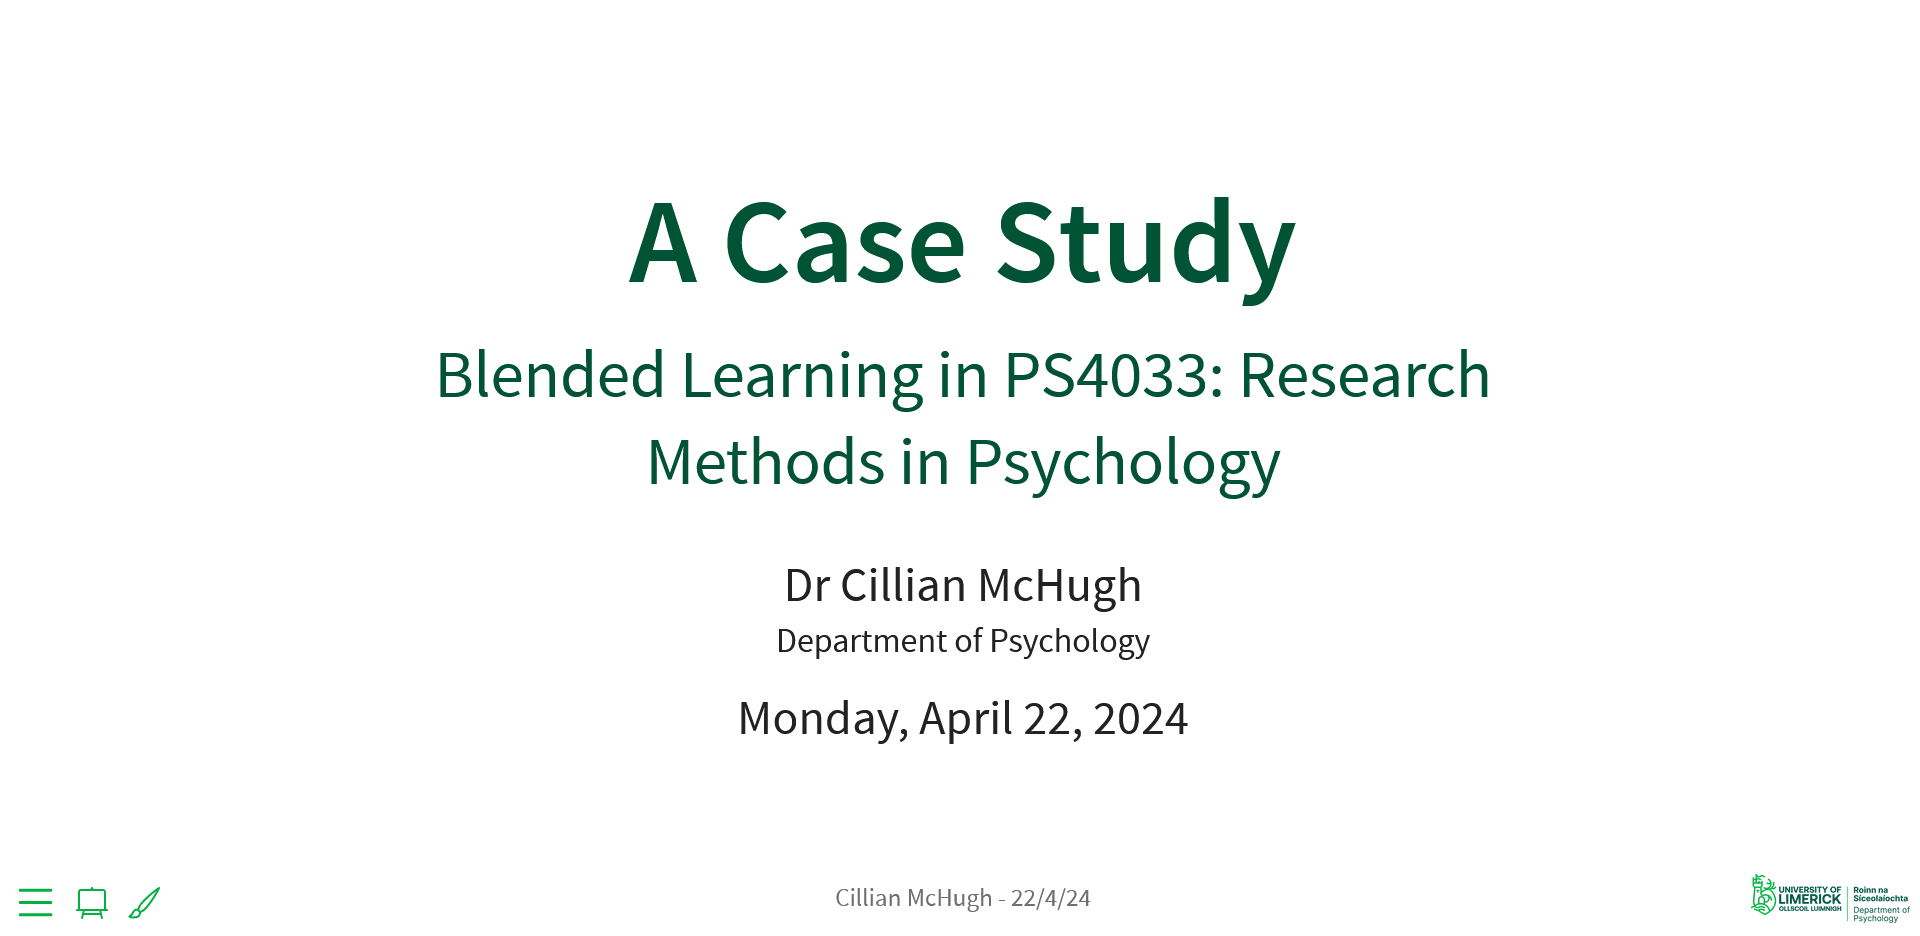 A Case Study
Blended Learning in PS4033: Research
Methods in Psychology
Dr Cillian McHugh
Department of Psychology
Monday, April 22, 2024
Cillian McHugh - 22/4/24
UNIVERSITY OF
LIMERICK
OLLSCOIL LUIMNIGH
Roinn na
Síceolaíochta
Department of
Psychology